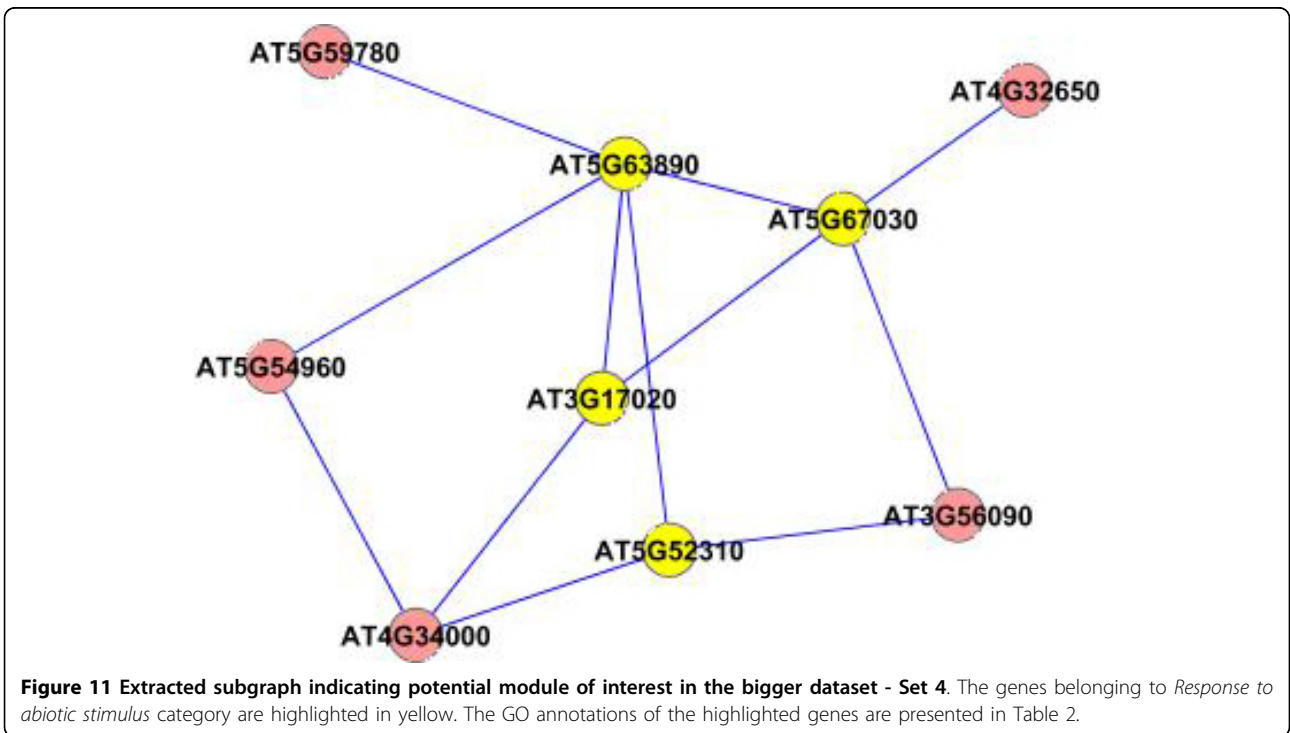 AT5G59780
AT4G32650
AT5G63890
AT5G67030
AT5G54960
AT3G17020
AT3G56090
AT5G52310
AT4G34000
Figure 11 Extracted subgraph indicating potential module of interest in the bigger dataset - Set 4. The genes belonging to Response to
abiotic stimulus category are highlighted in yellow. The GO annotations of the highlighted genes are presented in Table 2.